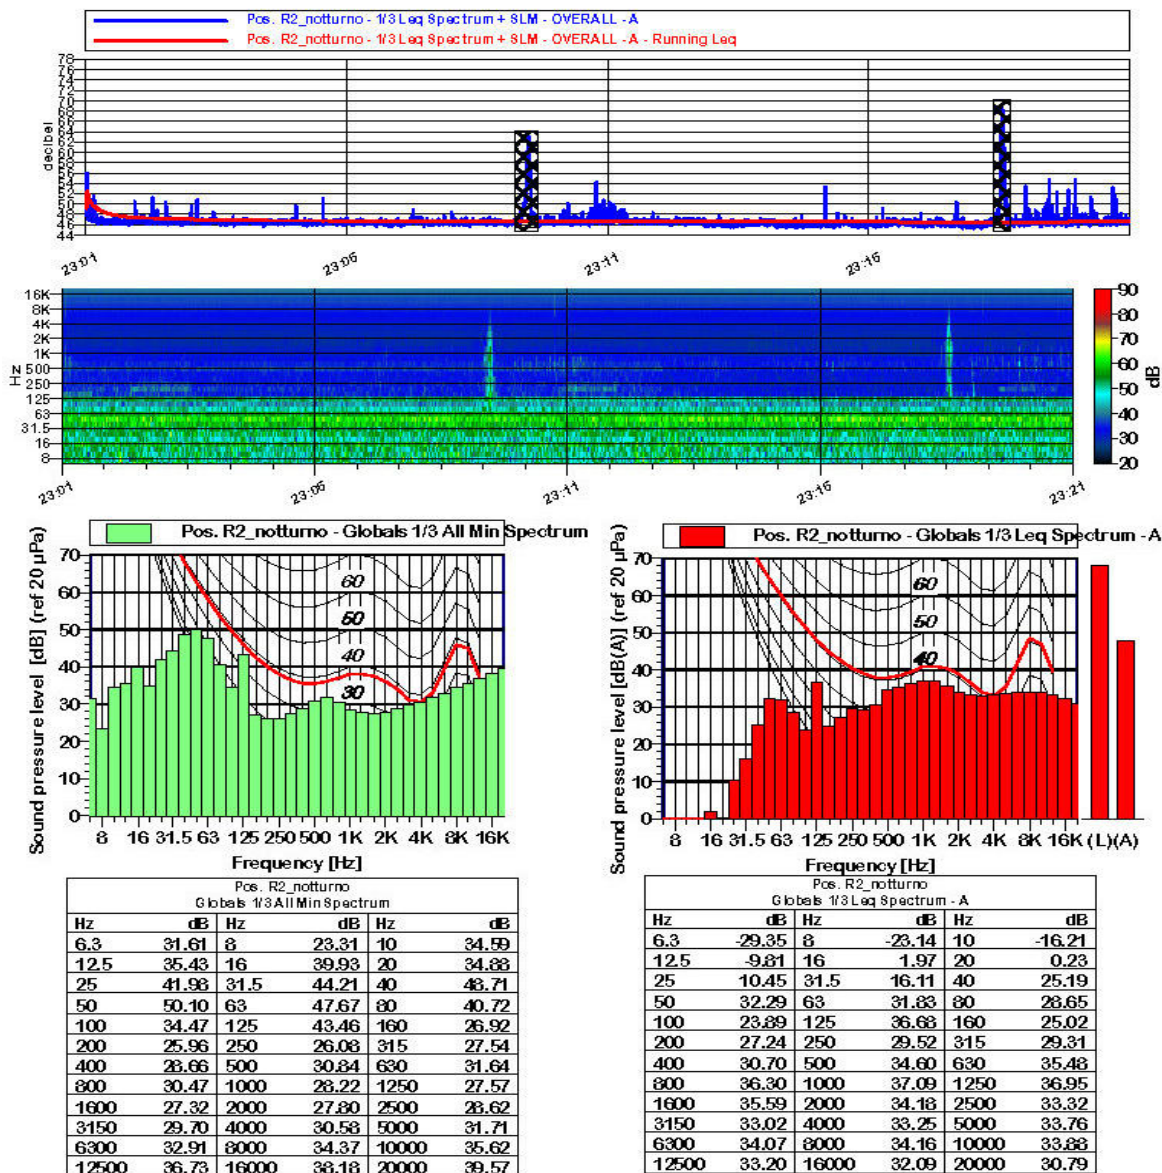 Pos. R2_notturno - 1/3 Leq Spectrum + SLM - OVERALL - A
Pos. R2_notturno - 1/3 Leq Spectrum + SLM - OVERALL - A - Running Leq
decibel
78
76
74
72
70
68
66
64
62
60
58
56
54
52
50
48
46
44
23:01 23:06 23:11 23:16
Hz
16K
8K
4K
2K
1K
500
250
125
63
31.5
16
8
23:01 23:06 23:11 23:16 23:21
90
80
70
60
50
40
30
20
dB
Pos. R2_notturno - Globals 1/3 All Min Spectrum
Sound pressure level [dB] (ref 20 µPa)
70
60
50
40
30
20
10
0
60
50
40
30
8 16 31.5 63 125 250 500 1K 2K 4K 8K 16K
Frequency [Hz]
Pos. R2_notturno - Globals 1/3 Leq Spectrum - A
Sound pressure level [dB(A)] (ref 20 µPa)
70
60
50
40
30
20
10
0
60
50
40
8 16 31.5 63 125 250 500 1K 2K 4K 8K 16K (L) (A)
Frequency [Hz]
Pos. R2_notturno
Globals 1/3 All Min Spectrum
Hz dB Hz dB Hz dB
6.3 31.61 8 23.31 10 34.59
12.5 35.43 16 39.93 20 34.88
25 41.98 31.5 44.21 40 48.71
50 50.10 63 47.67 80 40.72
100 34.47 125 43.46 160 26.92
200 25.96 250 26.08 315 27.54
400 28.66 500 30.84 630 31.64
800 30.47 1000 28.22 1250 27.57
1600 27.32 2000 27.80 2500 28.62
3150 29.70 4000 30.58 5000 31.71
6300 32.91 8000 34.37 10000 35.62
12500 36.73 16000 38.18 20000 39.57
Pos. R2_notturno
Globals 1/3 Leq Spectrum - A
Hz dB Hz dB Hz dB
6.3 -29.35 8 -23.14 10 -16.21
12.5 -9.81 16 1.97 20 0.23
25 10.45 31.5 16.11 40 25.19
50 32.29 63 31.83 80 28.65
100 23.89 125 36.68 160 25.02
200 27.24 250 29.52 315 29.31
400 30.70 500 34.60 630 35.48
800 36.30 1000 37.09 1250 36.95
1600 35.59 2000 34.18 2500 33.32
3150 33.02 4000 33.25 5000 33.76
6300 34.07 8000 34.16 10000 33.88
12500 33.20 16000 32.09 20000 30.79